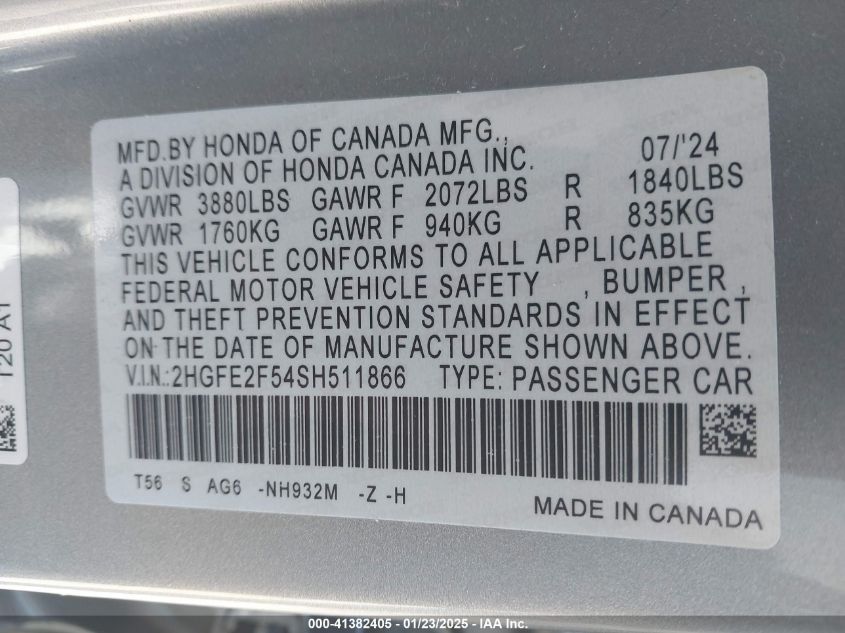 MFD.BY HONDA OF CANADA MFG., 07/'24
A DIVISION OF HONDA CANADA INC.
GVWR 3880LBS GAWR F 2072LBS R 1840LBS
GVWR 1760KG GAWR F 940KG R 835KG
THIS VEHICLE CONFORMS TO ALL APPLICABLE
FEDERAL MOTOR VEHICLE SAFETY , BUMPER ,
AND THEFT PREVENTION STANDARDS IN EFFECT
ON THE DATE OF MANUFACTURE SHOWN ABOVE.
V.I.N.:2HGFE2F54SH511866 TYPE: PASSENGER CAR
T56 S AG6 -NH932M -Z -H
MADE IN CANADA
T20 A1
000-41382405 - 01/23/2025 - IAA Inc.